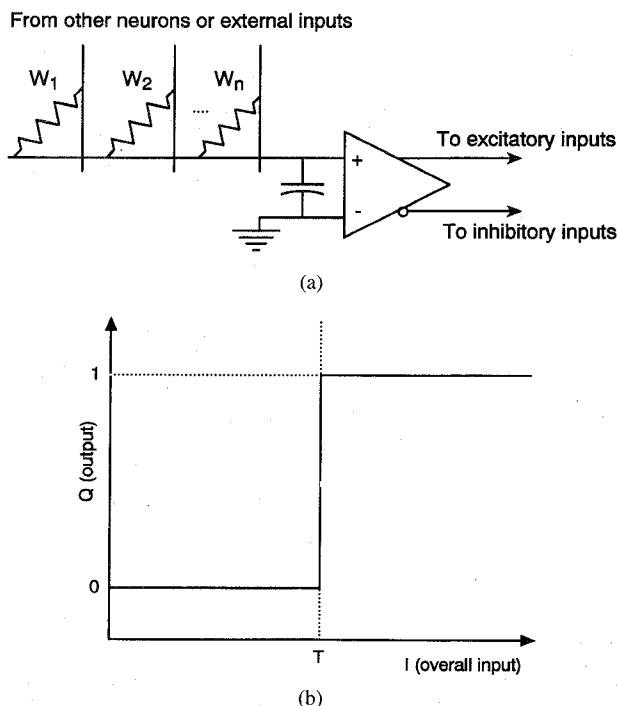 From other neurons or external inputs
W1 W2 .... Wn
+ To excitatory inputs
- To inhibitory inputs
(a)
1
Q (output)
0
T I (overall input)
(b)